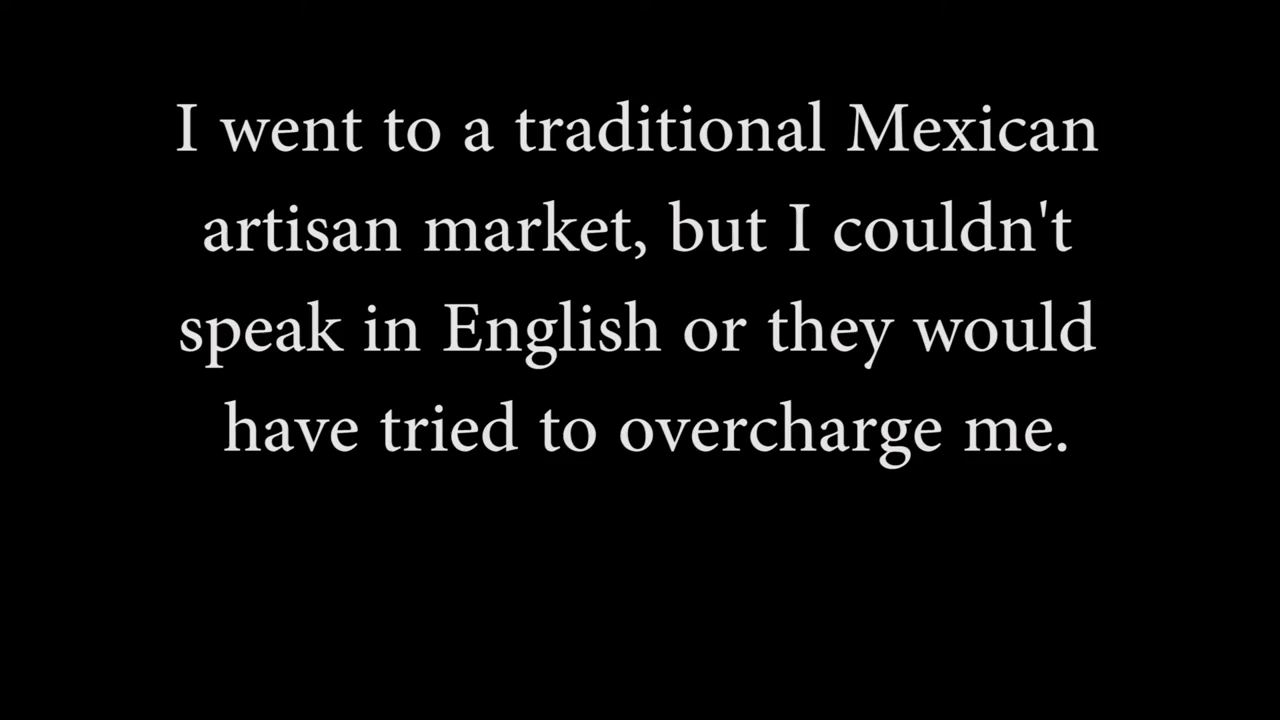 I went to a traditional Mexican
artisan market, but I couldn't
speak in English or they would
have tried to overcharge me.